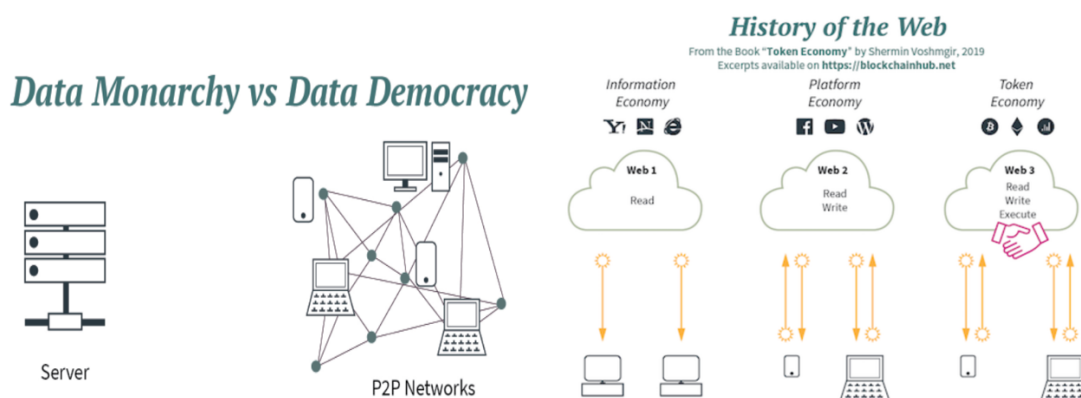 Data Monarchy vs Data Democracy
Server
P2P Networks
History of the Web
From the Book “Token Economy” by Shermin Voshmgir, 2019
Excerpts available on https://blockchainhub.net
Information
Economy
Platform
Economy
Token
Economy
Y!
N
Web 1
Read
Web 2
Read
Write
Web 3
Read
Write
Execute